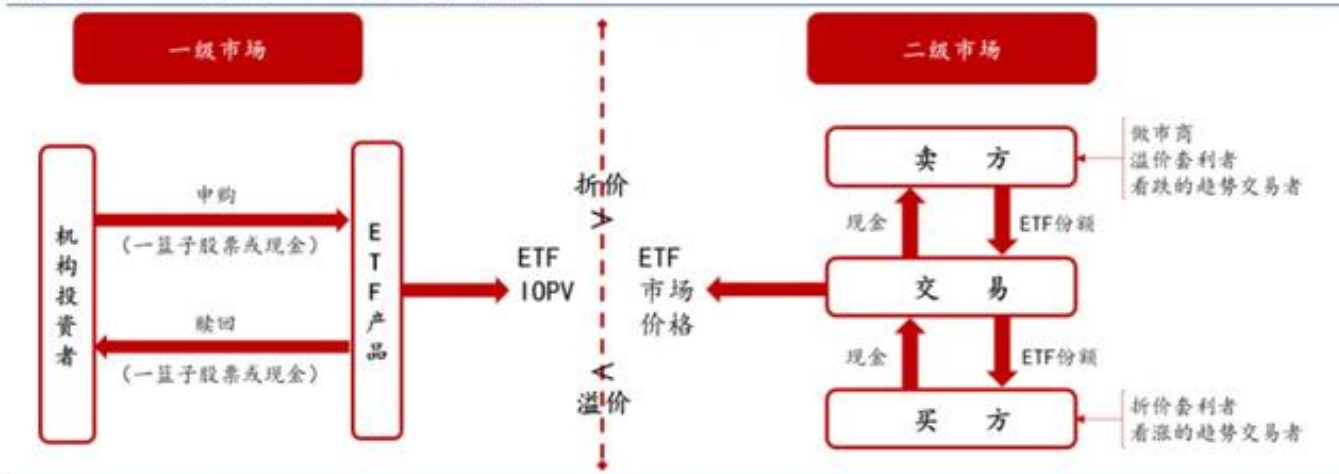 一级市场
机构投资者
申购
(一篮子股票或现金)
赎回
(一篮子股票或现金)
ETF产品
ETF
IOPV
折价
>
<
溢价
二级市场
ETF
市场
价格
卖 方
现金
ETF份额
交 易
现金
ETF份额
买 方
做市商
溢价套利者
看跌的趋势交易者
折价套利者
看涨的趋势交易者